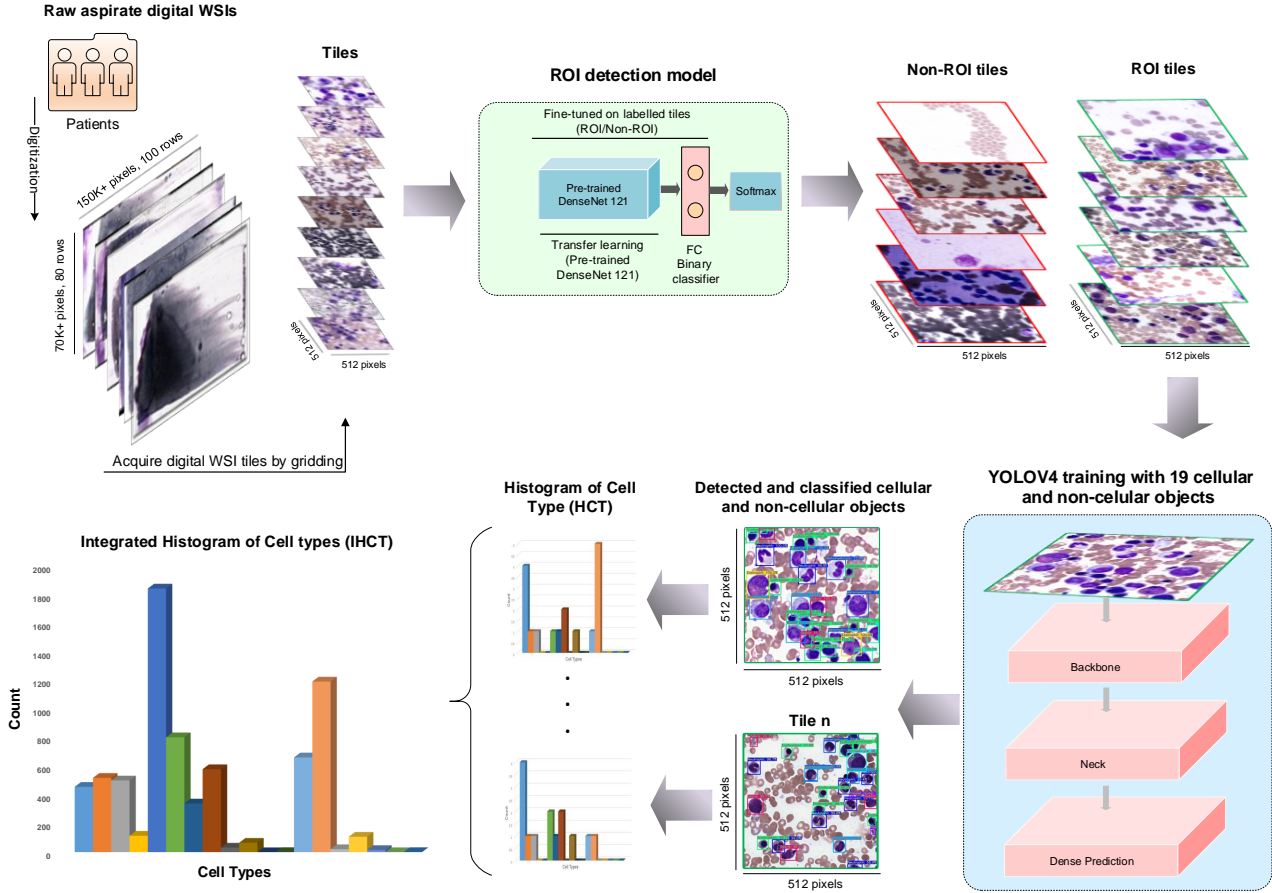 Raw aspirate digital WSIs
Patients
Digitization
150K+ pixels, 100 rows
70K+ pixels, 80 rows
Acquire digital WSI tiles by gridding
Tiles
512 pixels
512 pixels
ROI detection model
Fine-tuned on labelled tiles
(ROI/Non-ROI)
Pre-trained
DenseNet 121
Softmax
Transfer learning
(Pre-trained
DenseNet 121)
FC
Binary
classifier
Non-ROI tiles
512 pixels
512 pixels
ROI tiles
512 pixels
512 pixels
YOLOV4 training with 19 cellular
and non-celular objects
Backbone
Neck
Dense Prediction
Detected and classified cellular
and non-cellular objects
512 pixels
512 pixels
Tile n
512 pixels
512 pixels
Histogram of Cell
Type (HCT)
Count
Cell Types
Count
Cell Types
Integrated Histogram of Cell types (IHCT)
Count
2000
1800
1600
1400
1200
1000
800
600
400
200
0
Cell Types